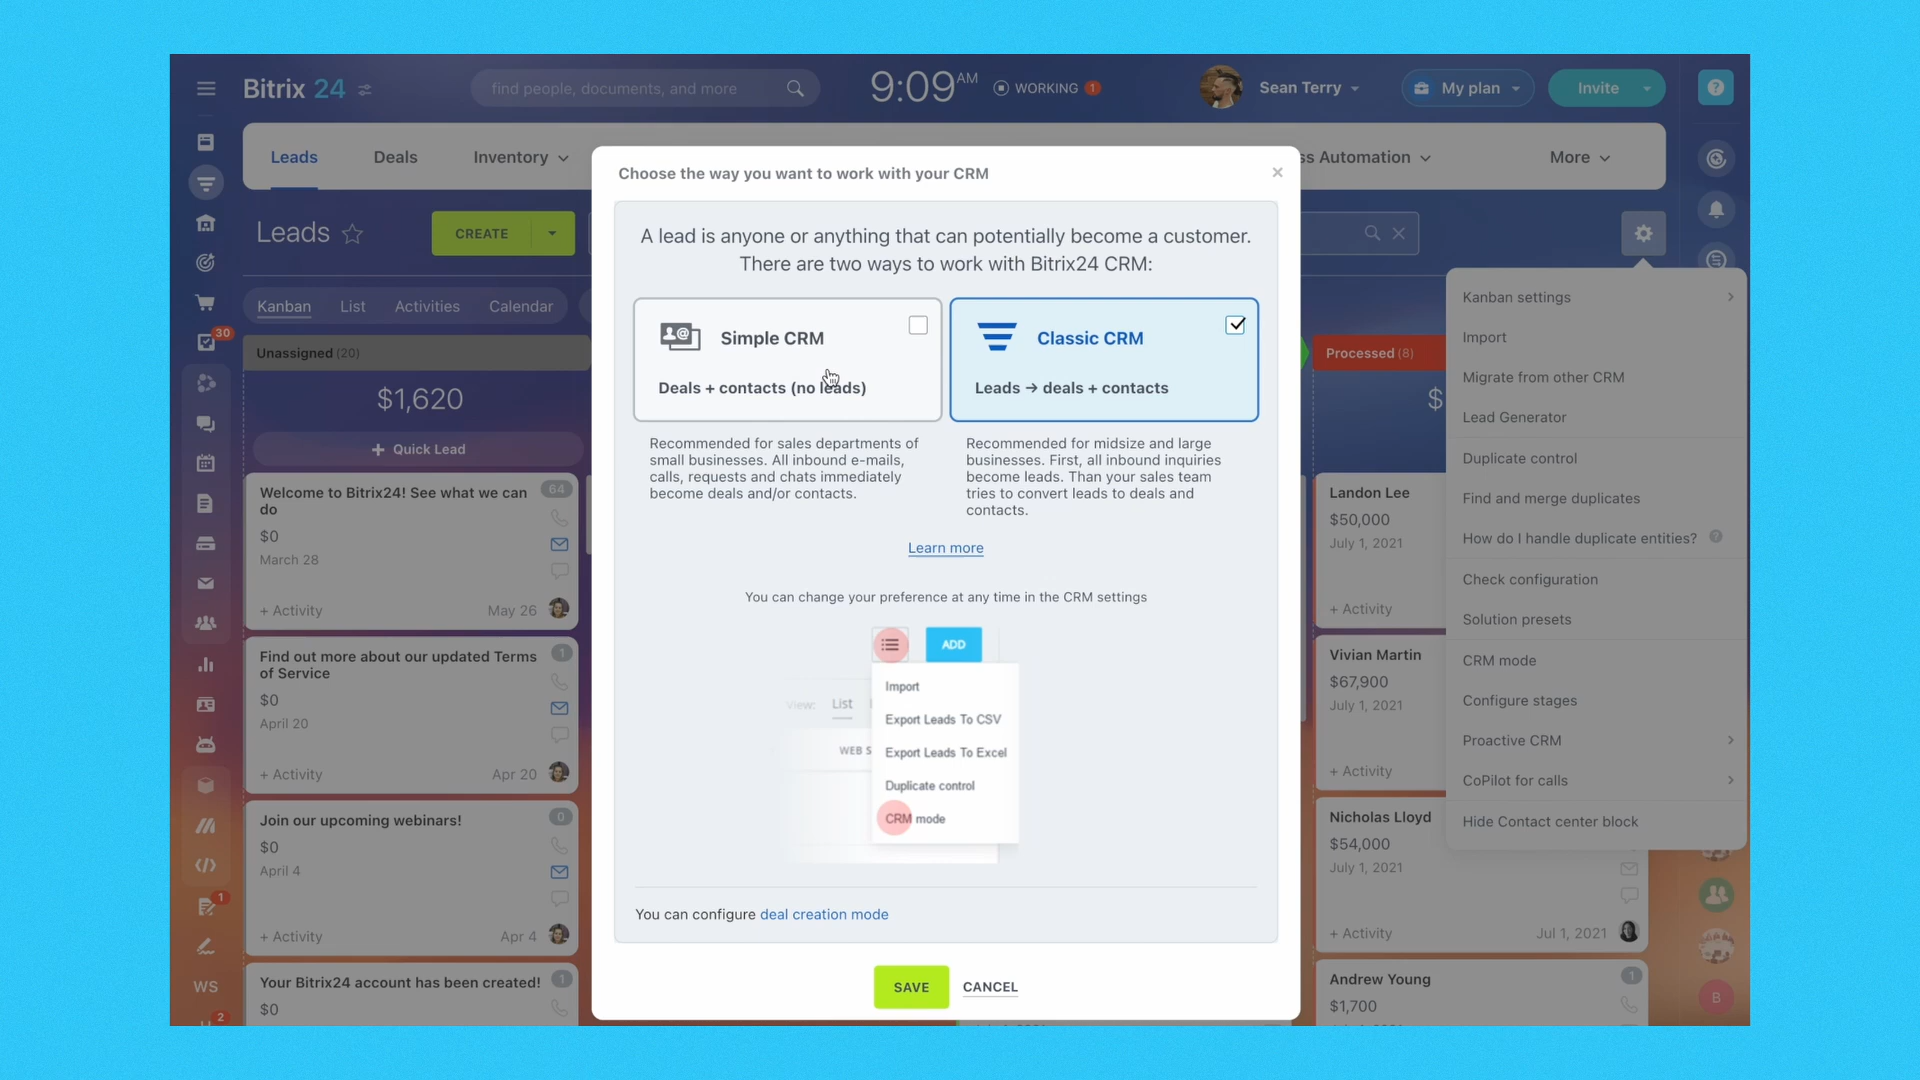 Bitrix 24
find people, documents, and more
9:09 AM
WORKING 1
Sean Terry
My plan
Invite
?
Leads
Deals
Inventory
ss Automation
More
Leads
CREATE
Kanban
List
Activities
Calendar
30
Unassigned (20)
$1,620
+ Quick Lead
Welcome to Bitrix24! See what we can
do
64
$0
March 28
+ Activity
May 26
Find out more about our updated Terms
of Service
1
$0
April 20
+ Activity
Apr 20
Join our upcoming webinars!
0
$0
April 4
+ Activity
Apr 4
1
Your Bitrix24 account has been created!
1
$0
WS
2
Choose the way you want to work with your CRM
A lead is anyone or anything that can potentially become a customer.
There are two ways to work with Bitrix24 CRM:
Simple CRM
Deals + contacts (no leads)
Recommended for sales departments of
small businesses. All inbound e-mails,
calls, requests and chats immediately
become deals and/or contacts.
Classic CRM
Leads → deals + contacts
Recommended for midsize and large
businesses. First, all inbound inquiries
become leads. Than your sales team
tries to convert leads to deals and
contacts.
Learn more
You can change your preference at any time in the CRM settings
ADD
View:
List
WEB S
Import
Export Leads To CSV
Export Leads To Excel
Duplicate control
CRM mode
You can configure deal creation mode
SAVE
CANCEL
Processed (8)
$
Landon Lee
$50,000
July 1, 2021
+ Activity
Vivian Martin
$67,900
July 1, 2021
+ Activity
Nicholas Lloyd
$54,000
July 1, 2021
+ Activity
Jul 1, 2021
Andrew Young
1
$1,700
Kanban settings
Import
Migrate from other CRM
Lead Generator
Duplicate control
Find and merge duplicates
How do I handle duplicate entities? ?
Check configuration
Solution presets
CRM mode
Configure stages
Proactive CRM
CoPilot for calls
Hide Contact center block
B